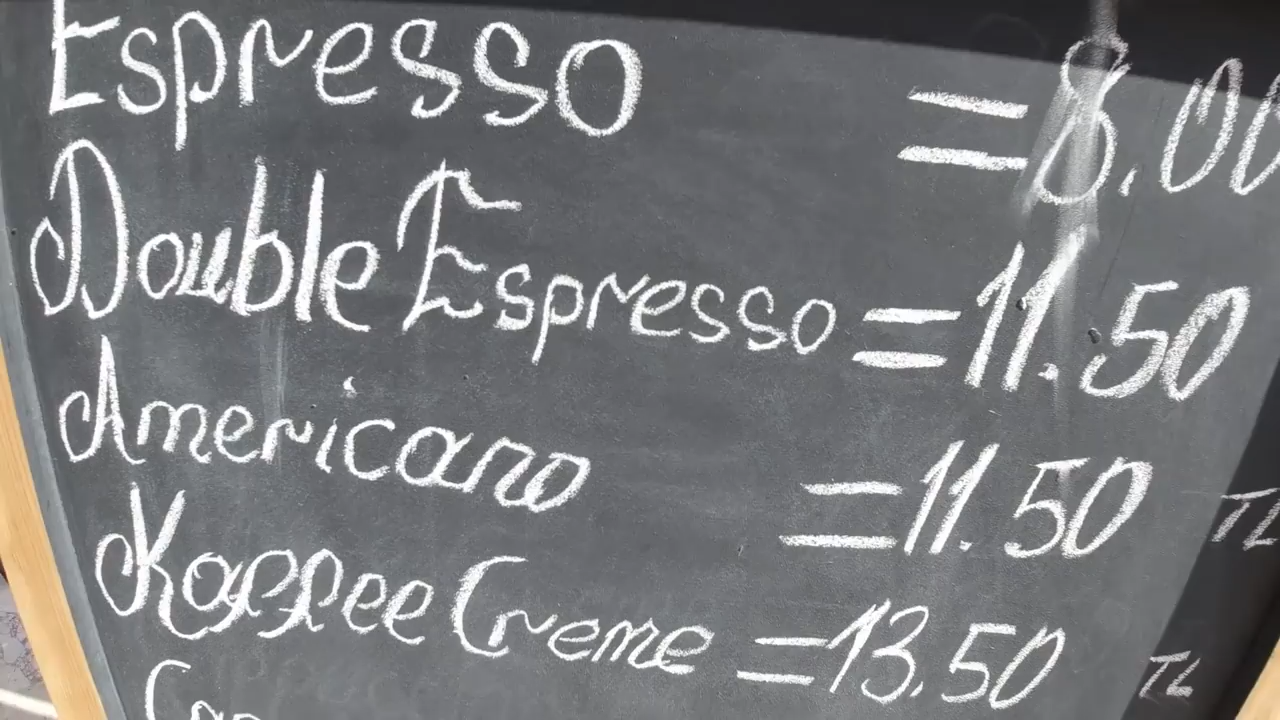 Espresso = 8.00
Double Espresso = 11.50
Americano = 11.50 TL
Kaffee Creme = 13.50 TL